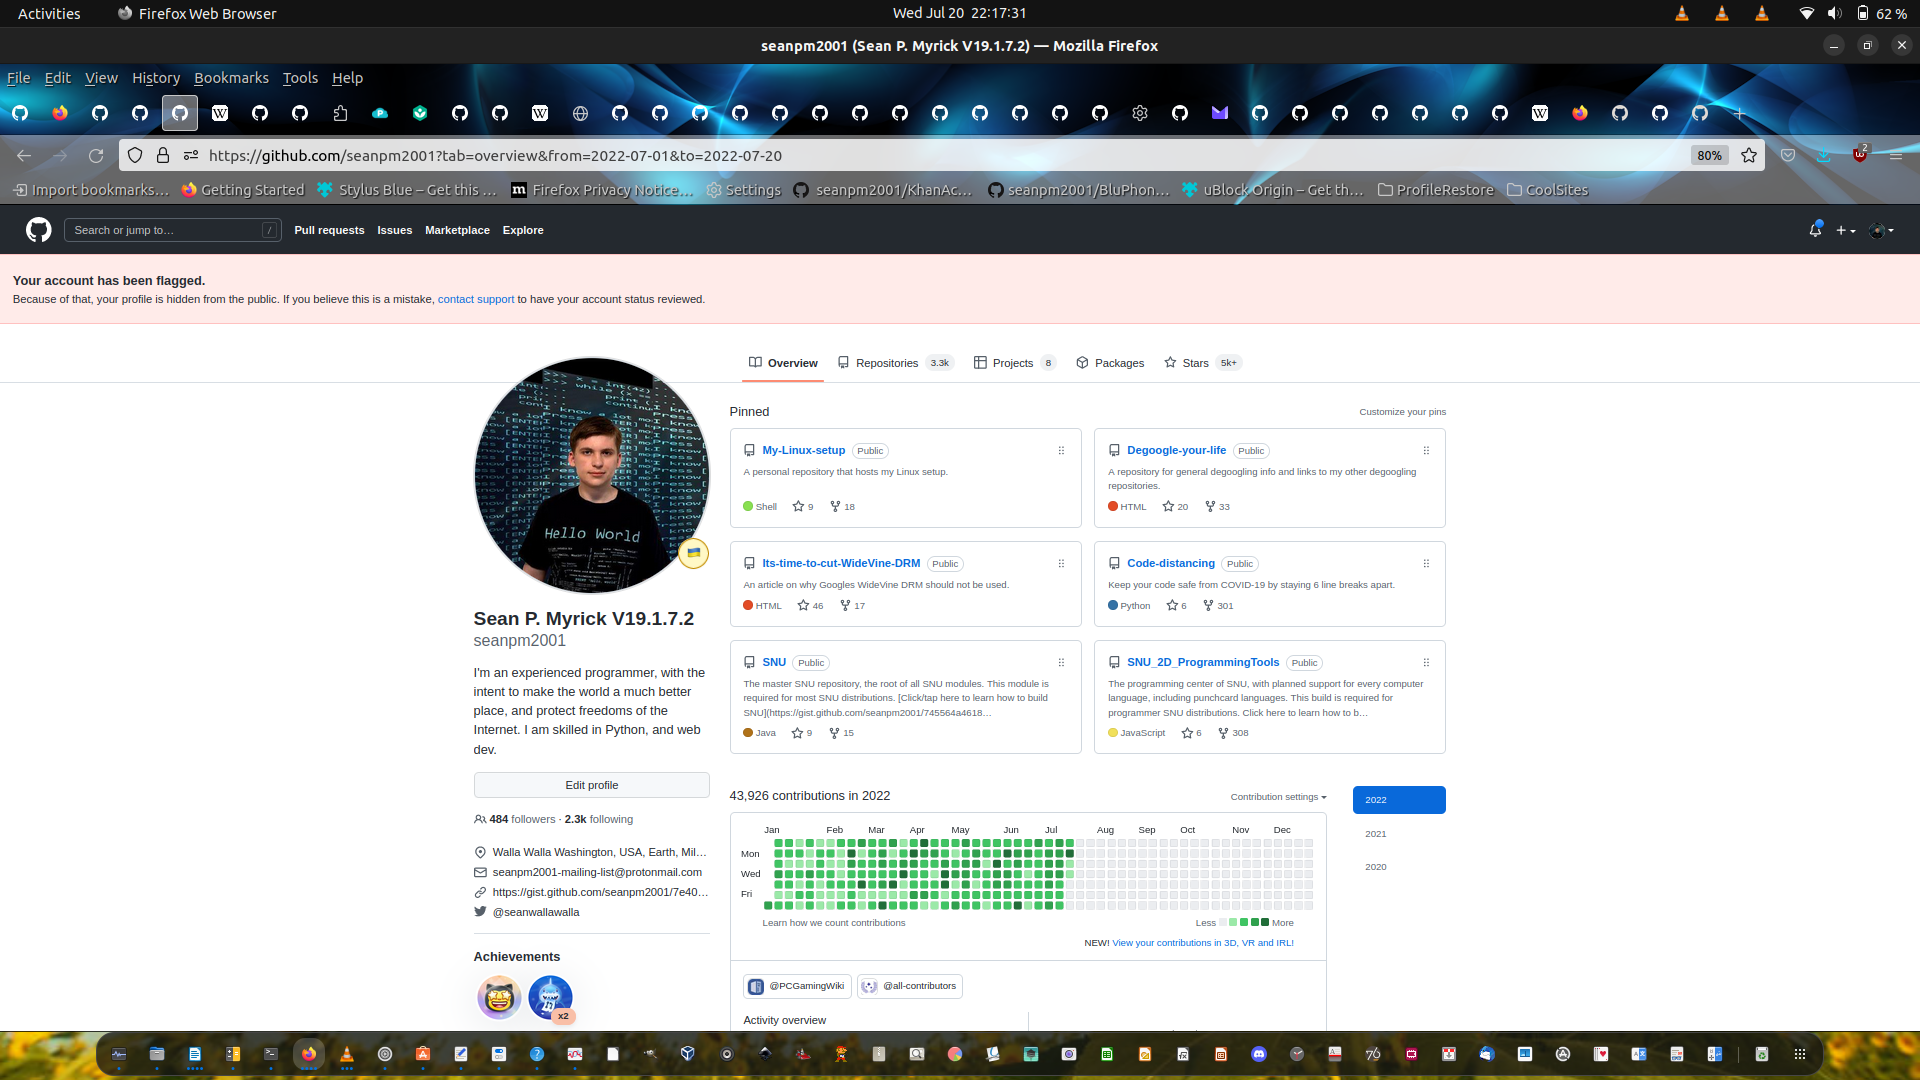 Activities
Firefox Web Browser
Wed Jul 20 22:17:31
62 %
seanpm2001 (Sean P. Myrick V19.1.7.2) — Mozilla Firefox
File Edit View History Bookmarks Tools Help
https://github.com/seanpm2001?tab=overview&from=2022-07-01&to=2022-07-20
80%
2
Import bookmarks…
Getting Started
Stylus Blue – Get this …
Firefox Privacy Notice…
Settings
seanpm2001/KhanAc…
seanpm2001/BluPhon…
uBlock Origin – Get th…
ProfileRestore
CoolSites
Search or jump to…
/
Pull requests Issues Marketplace Explore
Your account has been flagged.
Because of that, your profile is hidden from the public. If you believe this is a mistake, contact support to have your account status reviewed.
Overview
Repositories 3.3k
Projects 8
Packages
Stars 5k+
Hello World
Sean P. Myrick V19.1.7.2
seanpm2001
I'm an experienced programmer, with the
intent to make the world a much better
place, and protect freedoms of the
Internet. I am skilled in Python, and web
dev.
Edit profile
484 followers · 2.3k following
Walla Walla Washington, USA, Earth, Mil…
seanpm2001-mailing-list@protonmail.com
https://gist.github.com/seanpm2001/7e40…
@seanwallawalla
Achievements
x2
Pinned
Customize your pins
My-Linux-setup Public
A personal repository that hosts my Linux setup.
Shell 9 18
Degoogle-your-life Public
A repository for general degoogling info and links to my other degoogling
repositories.
HTML 20 33
Its-time-to-cut-WideVine-DRM Public
An article on why Googles WideVine DRM should not be used.
HTML 46 17
Code-distancing Public
Keep your code safe from COVID-19 by staying 6 line breaks apart.
Python 6 301
SNU Public
The master SNU repository, the root of all SNU modules. This module is
required for most SNU distributions. [Click/tap here to learn how to build
SNU](https://gist.github.com/seanpm2001/745564a4618…
Java 9 15
SNU_2D_ProgrammingTools Public
The programming center of SNU, with planned support for every computer
language, including punchcard languages. This build is required for
programmer SNU distributions. Click here to learn how to b…
JavaScript 6 308
43,926 contributions in 2022
Contribution settings
2022
2021
2020
Jan Feb Mar Apr May Jun Jul Aug Sep Oct Nov Dec
Mon
Wed
Fri
Learn how we count contributions
Less
More
NEW! View your contributions in 3D, VR and IRL!
@PCGamingWiki
@all-contributors
Activity overview